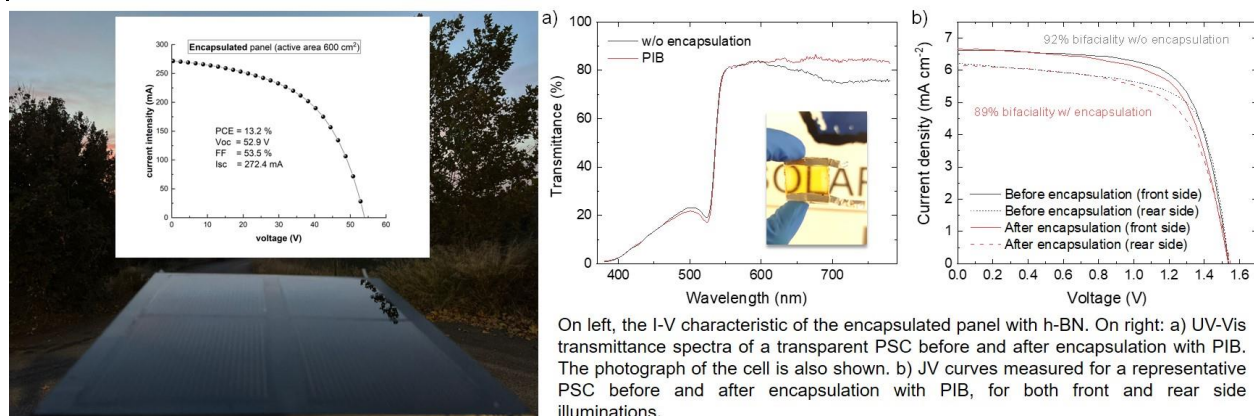 Encapsulated panel (active area 600 cm²)
300
250
200
150
100
50
0
current intensity (mA)
PCE = 13.2 %
Voc = 52.9 V
FF = 53.5 %
Isc = 272.4 mA
0 10 20 30 40 50 60
voltage (V)
a)
100
80
60
40
20
0
Transmittance (%)
w/o encapsulation
PIB
SOLAR
400 500 600 700
Wavelength (nm)
b)
7
6
5
4
3
2
1
0
Current density (mA cm-2)
92% bifaciality w/o encapsulation
89% bifaciality w/ encapsulation
Before encapsulation (front side)
Before encapsulation (rear side)
After encapsulation (front side)
After encapsulation (rear side)
0.0 0.2 0.4 0.6 0.8 1.0 1.2 1.4 1.6
Voltage (V)
On left, the I-V characteristic of the encapsulated panel with h-BN. On right: a) UV-Vis
transmittance spectra of a transparent PSC before and after encapsulation with PIB.
The photograph of the cell is also shown. b) JV curves measured for a representative
PSC before and after encapsulation with PIB, for both front and rear side
illuminations.